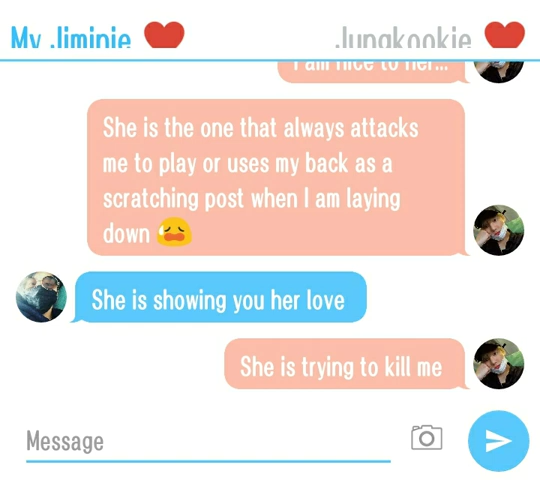 My Jiminie
Jungkookie
I am nice to her...
She is the one that always attacks
me to play or uses my back as a
scratching post when I am laying
down 😩
She is showing you her love
She is trying to kill me
Message